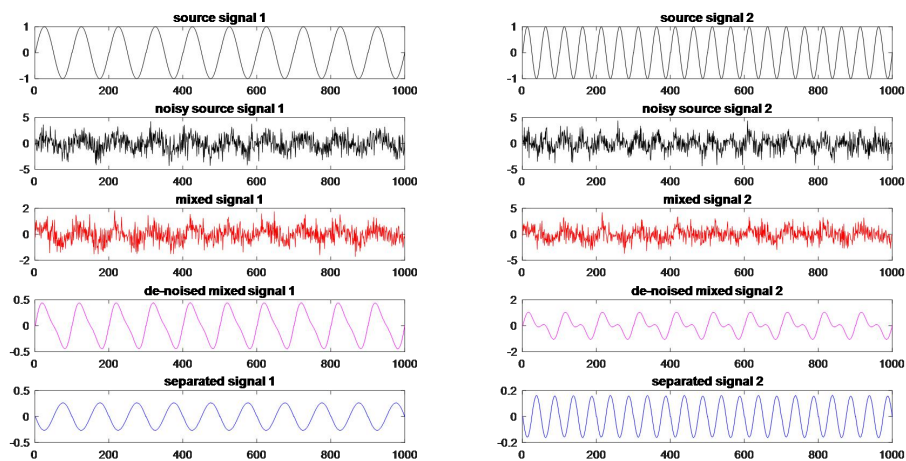 source signal 1
1
0
-1
0 200 400 600 800 1000
source signal 2
1
0
-1
0 200 400 600 800 1000
noisy source signal 1
5
0
-5
0 200 400 600 800 1000
noisy source signal 2
5
0
-5
0 200 400 600 800 1000
mixed signal 1
2
0
-2
0 200 400 600 800 1000
mixed signal 2
5
0
-5
0 200 400 600 800 1000
de-noised mixed signal 1
0.5
0
-0.5
0 200 400 600 800 1000
de-noised mixed signal 2
2
0
-2
0 200 400 600 800 1000
separated signal 1
0.5
0
-0.5
0 200 400 600 800 1000
separated signal 2
0.2
0
-0.2
0 200 400 600 800 1000